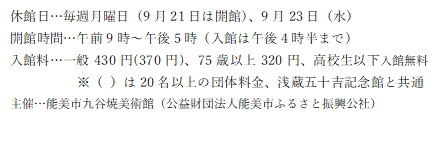 休館日…毎週月曜日（9月21日は開館）、9月23日（水）
開館時間…午前9時～午後5時（入館は午後4時半まで）
入館料…一般 430円(370円)、75歳以上 320円、高校生以下入館無料
※（ ）は20名以上の団体料金、浅蔵五十吉記念館と共通
主催…能美市九谷焼美術館（公益財団法人能美市ふるさと振興公社）